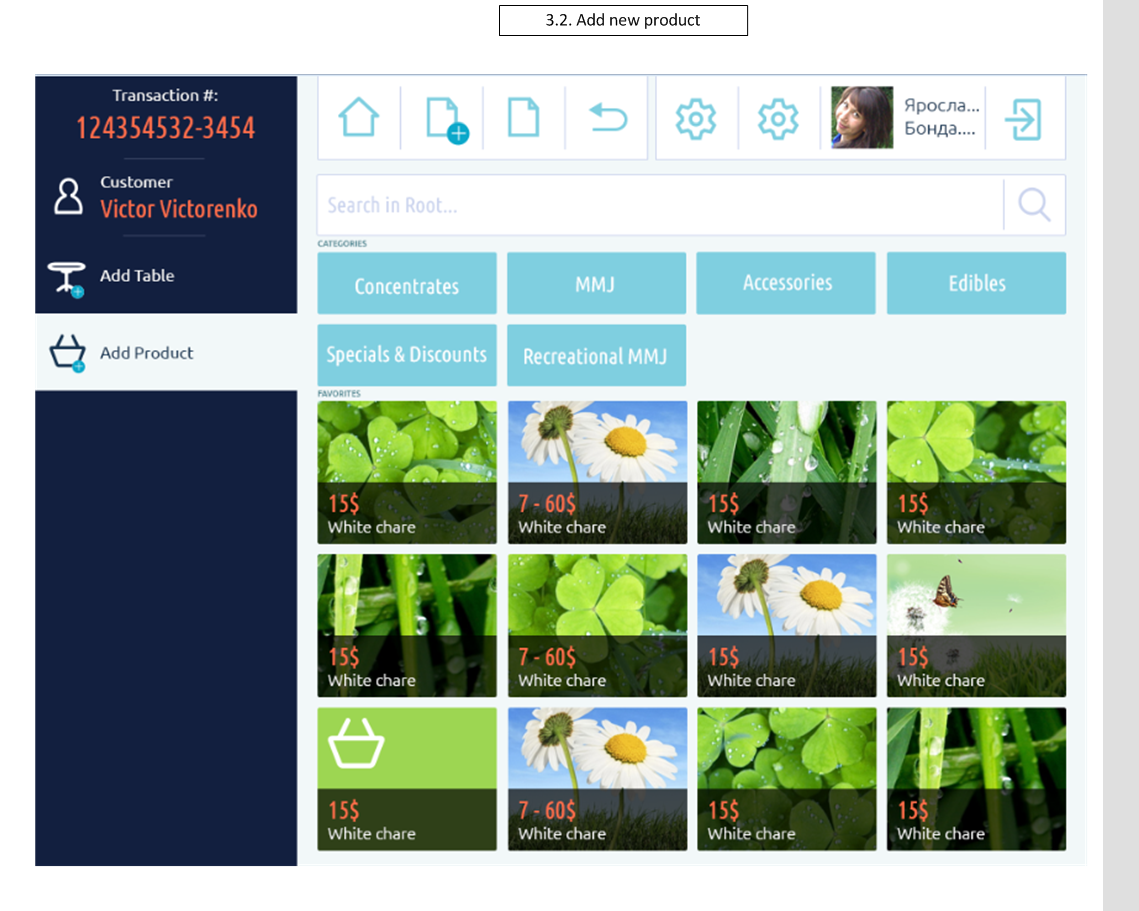 3.2. Add new product
Transaction #:
124354532-3454
Customer
Victor Victorenko
Add Table
Add Product
Яросла...
Бонда....
Search in Root...
CATEGORIES
Concentrates
MMJ
Accessories
Edibles
Specials & Discounts
Recreational MMJ
FAVORITES
15$
White chare
7 - 60$
White chare
15$
White chare
15$
White chare
15$
White chare
7 - 60$
White chare
15$
White chare
15$
White chare
15$
White chare
7 - 60$
White chare
15$
White chare
15$
White chare